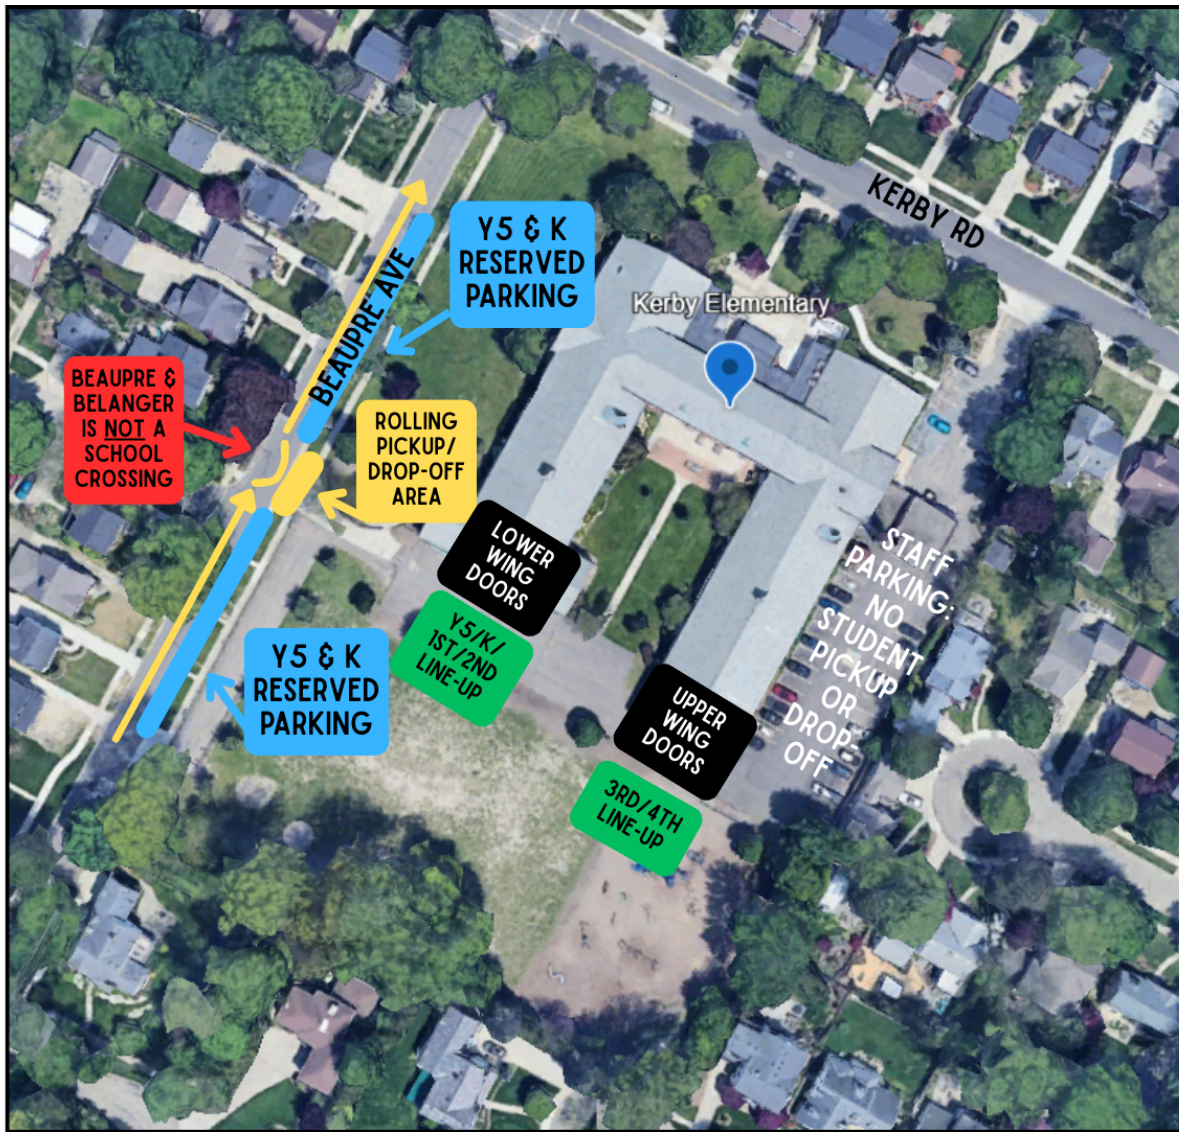 KERBY RD
Y5 & K
RESERVED
PARKING
BEAUPRE AVE
Kerby Elementary
BEAUPRE &
BELANGER
IS NOT A
SCHOOL
CROSSING
ROLLING
PICKUP/
DROP-OFF
AREA
LOWER
WING
DOORS
Y5/K/
1ST/2ND
LINE-UP
STAFF
PARKING:
NO
STUDENT
PICKUP
OR
DROP-
OFF
Y5 & K
RESERVED
PARKING
UPPER
WING
DOORS
3RD/4TH
LINE-UP